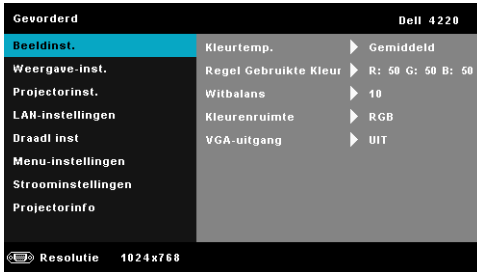 Gevorderd Dell 4220
Beeldinst. Kleurtemp. Gemiddeld
Weergave-inst. Regel Gebruikte Kleur R: 50 G: 50 B: 50
Projectorinst. Witbalans 10
LAN-instellingen Kleurenruimte RGB
Draadl inst VGA-uitgang UIT
Menu-instellingen
Stroominstellingen
Projectorinfo
Resolutie 1024x768